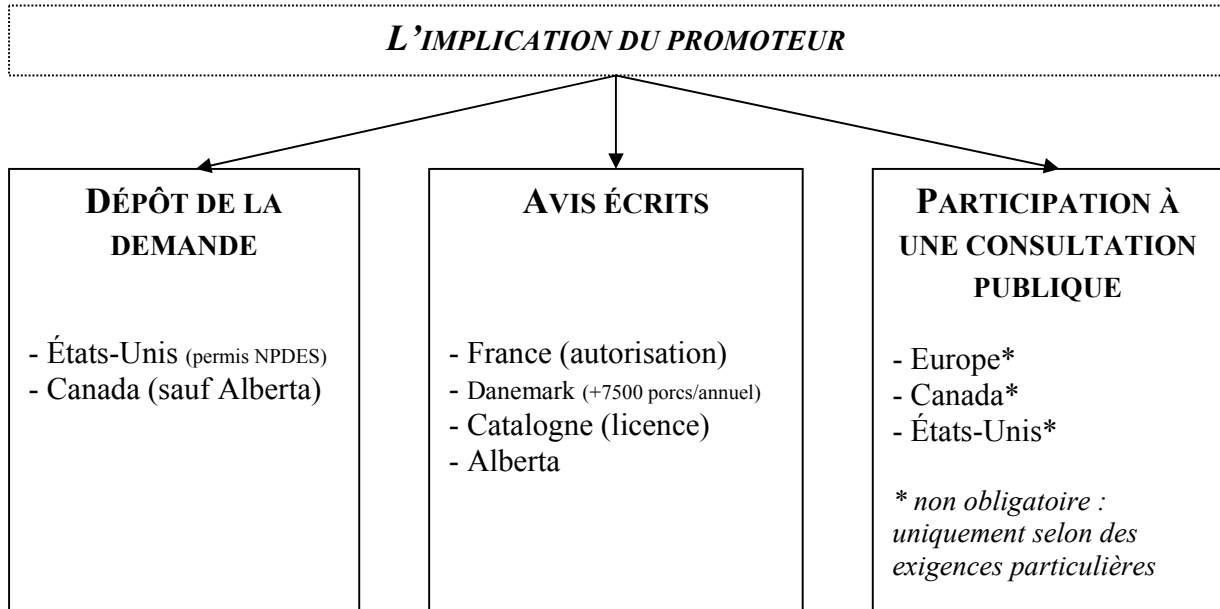 L'IMPLICATION DU PROMOTEUR
DÉPÔT DE LA
DEMANDE
- États-Unis (permis NPDES)
- Canada (sauf Alberta)
AVIS ÉCRITS
- France (autorisation)
- Danemark (+7500 porcs/annuel)
- Catalogne (licence)
- Alberta
PARTICIPATION À
UNE CONSULTATION
PUBLIQUE
- Europe*
- Canada*
- États-Unis*
* non obligatoire :
uniquement selon des
exigences particulières